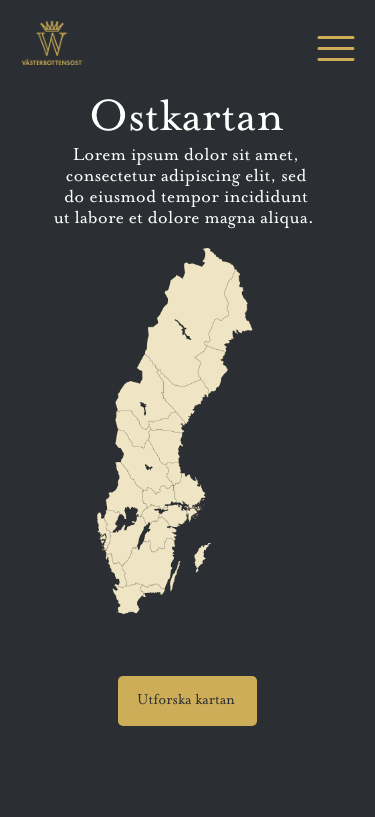 W
VÄSTERBOTTENSOST®
Ostkartan
Lorem ipsum dolor sit amet,
consectetur adipiscing elit, sed
do eiusmod tempor incididunt
ut labore et dolore magna aliqua.
Utforska kartan